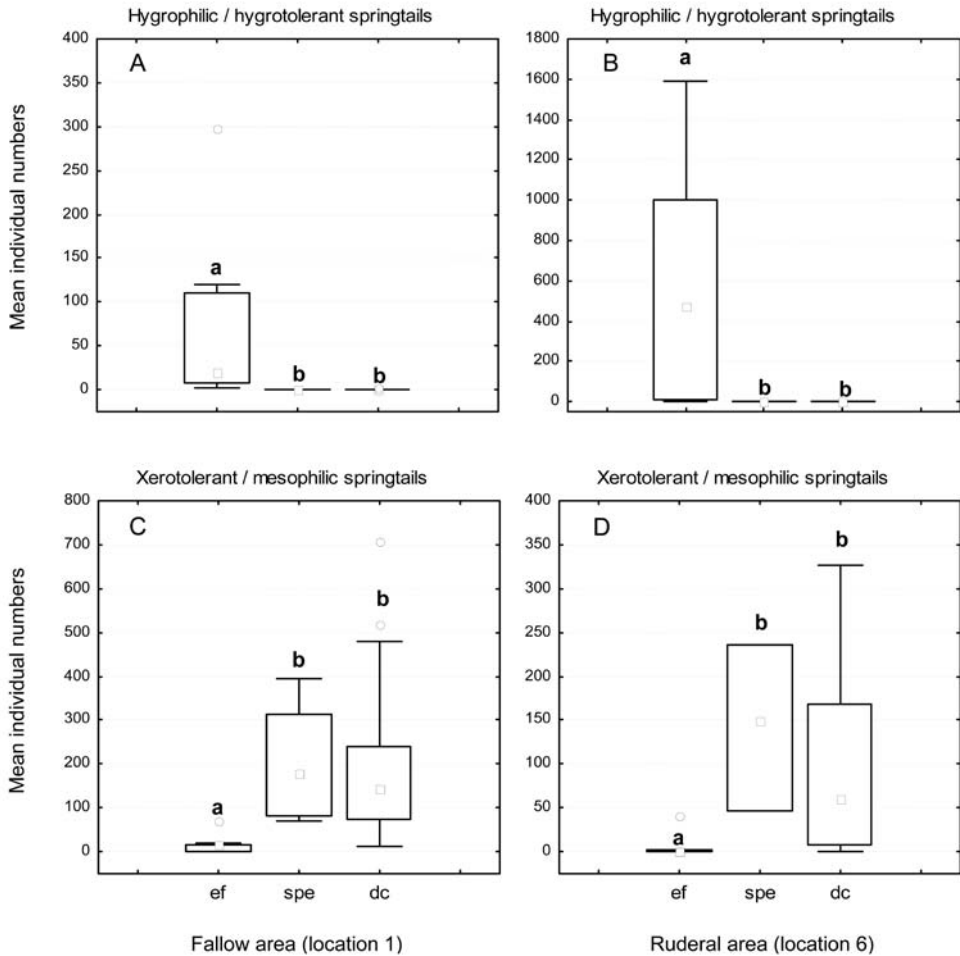 Hygrophilic / hygrotolerant springtails
Hygrophilic / hygrotolerant springtails
Mean individual numbers
400
350
300
250
200
150
100
50
0
A
a
b
b
1800
1600
1400
1200
1000
800
600
400
200
0
B
a
b
b
Xerotolerant / mesophilic springtails
Xerotolerant / mesophilic springtails
Mean individual numbers
800
700
600
500
400
300
200
100
0
C
a
b
b
ef spe dc
Fallow area (location 1)
400
350
300
250
200
150
100
50
0
D
a
b
b
ef spe dc
Ruderal area (location 6)